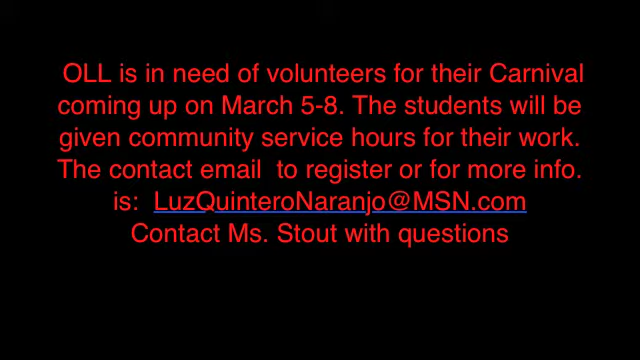 OLL is in need of volunteers for their Carnival
coming up on March 5-8. The students will be
given community service hours for their work.
The contact email  to register or for more info.
is:  LuzQuinteroNaranjo@MSN.com
Contact Ms. Stout with questions